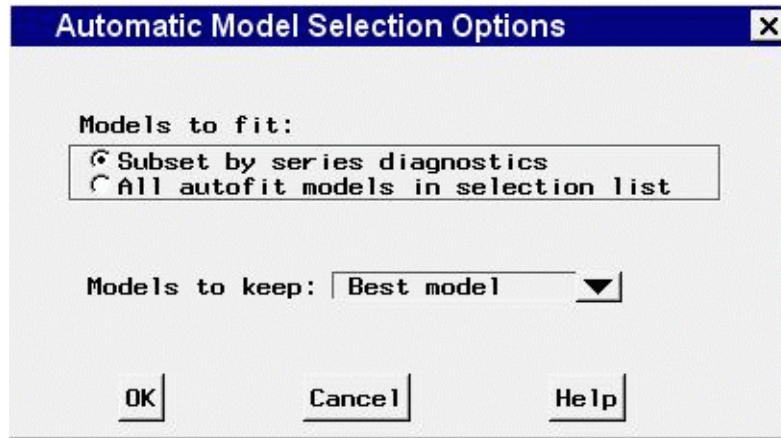 Automatic Model Selection Options
Models to fit:
Subset by series diagnostics
All autofit models in selection list
Models to keep: Best model
OK Cancel Help